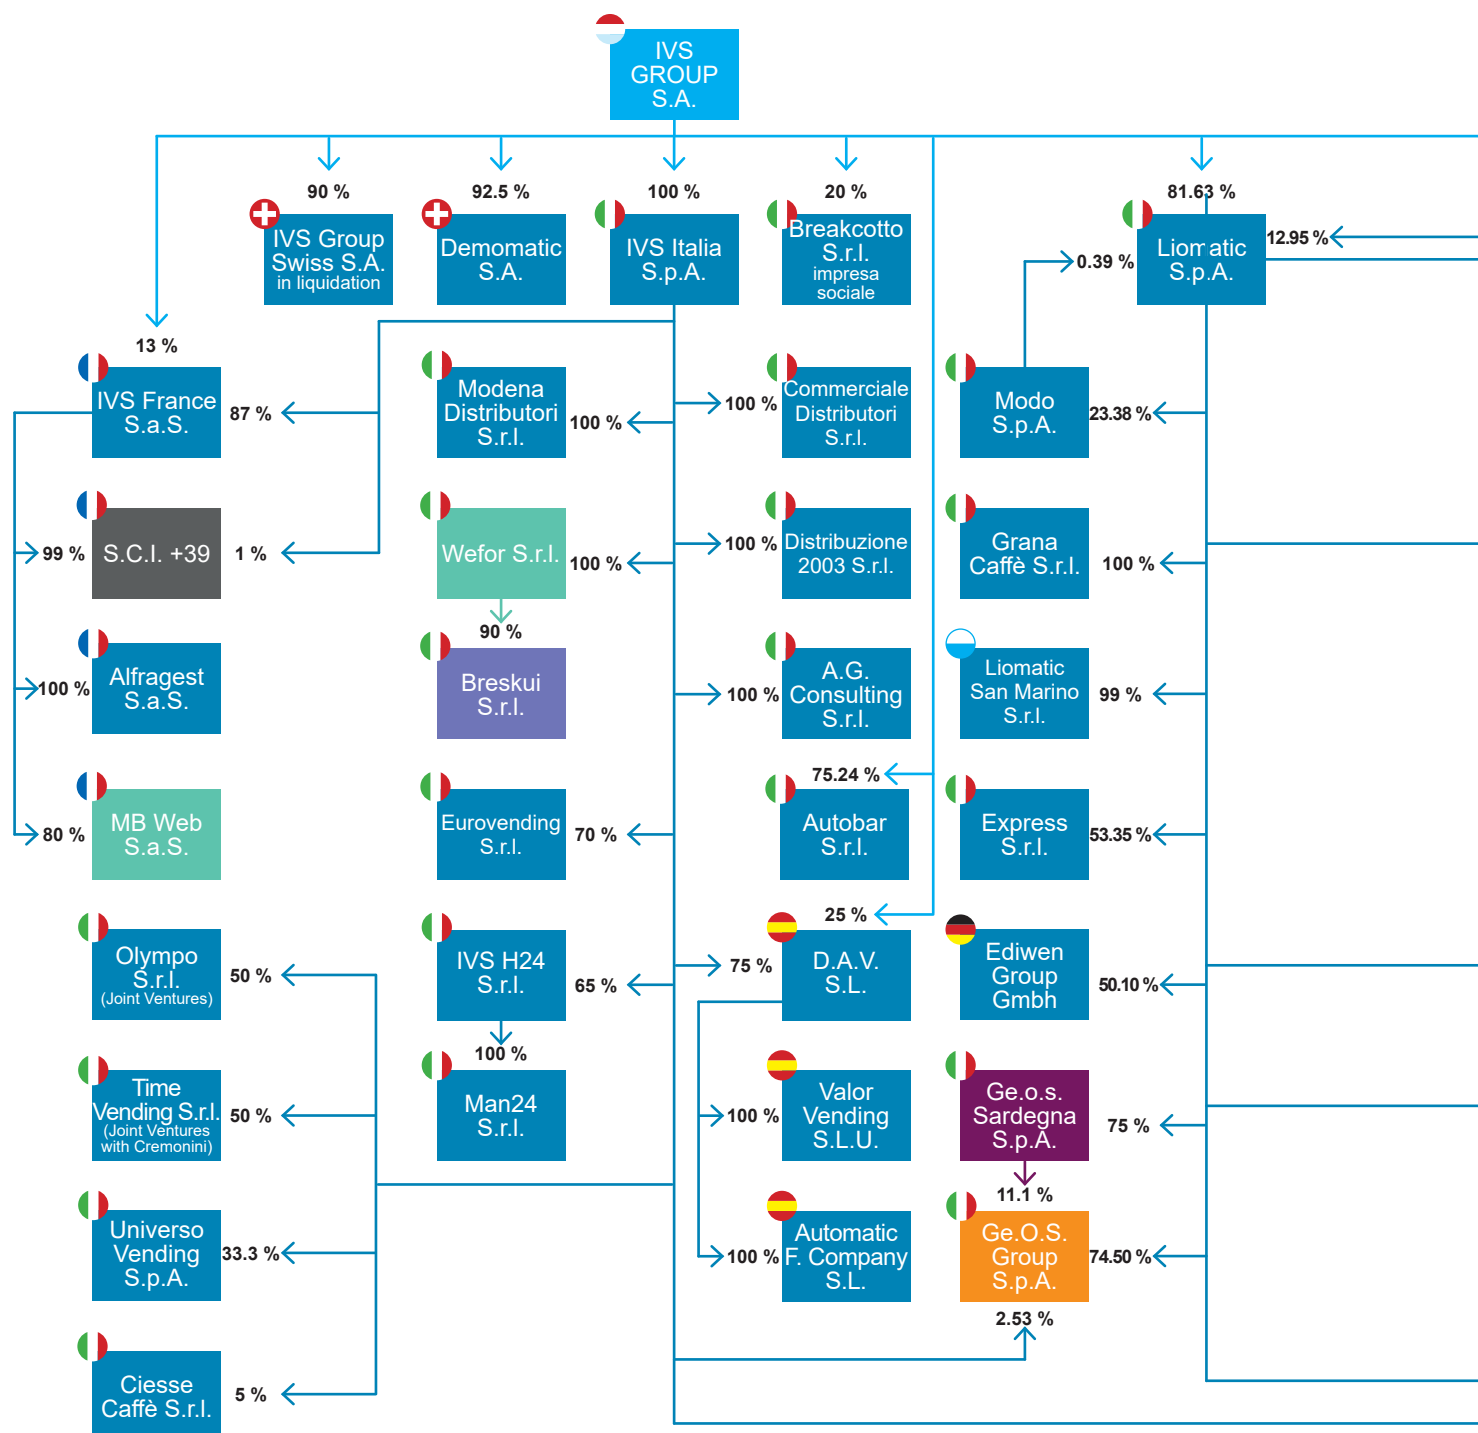 IVS
GROUP
S.A.
90 %
92.5 %
100 %
20 %
81.63 %
IVS Group
Swiss S.A.
in liquidation
Demomatic
S.A.
IVS Italia
S.p.A.
Breakcotto
S.r.l.
impresa
sociale
0.39 %
Liomatic
S.p.A.
12.95 %
13 %
IVS France
S.a.S.
87 %
Modena
Distributori
S.r.l.
100 %
100 %
Commerciale
Distributori
S.r.l.
Modo
S.p.A.
23.38 %
99 %
S.C.I. +39
1 %
Wefor S.r.l.
100 %
100 %
Distribuzione
2003 S.r.l.
Grana
Caffè S.r.l.
100 %
90 %
100 %
Alfragest
S.a.S.
Breskui
S.r.l.
100 %
A.G.
Consulting
S.r.l.
Liomatic
San Marino
S.r.l.
99 %
75.24 %
80 %
MB Web
S.a.S.
Eurovending
S.r.l.
70 %
Autobar
S.r.l.
Express
S.r.l.
53.35 %
25 %
Olympo
S.r.l.
(Joint Ventures)
50 %
IVS H24
S.r.l.
65 %
75 %
D.A.V.
S.L.
Ediwen
Group
Gmbh
50.10 %
100 %
Time
Vending S.r.l.
(Joint Ventures
with Cremonini)
50 %
Man24
S.r.l.
100 %
Valor
Vending
S.L.U.
Ge.o.s.
Sardegna
S.p.A.
75 %
11.1 %
Universo
Vending
S.p.A.
33.3 %
100 %
Automatic
F. Company
S.L.
Ge.O.S.
Group
S.p.A.
74.50 %
2.53 %
Ciesse
Caffè S.r.l.
5 %